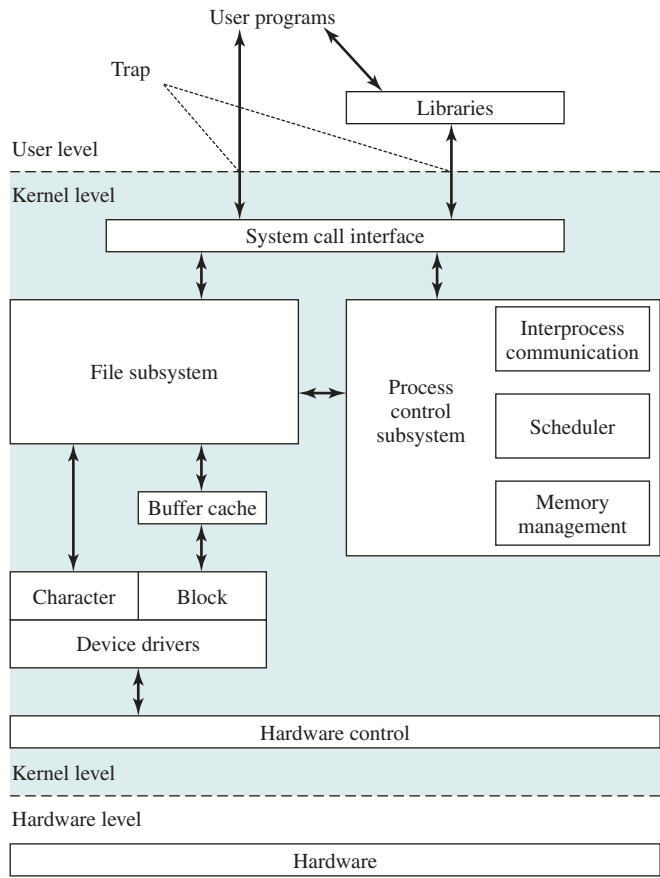 User programs
Trap
Libraries
User level
Kernel level
System call interface
File subsystem
Process
control
subsystem
Interprocess
communication
Scheduler
Memory
management
Buffer cache
Character
Block
Device drivers
Hardware control
Kernel level
Hardware level
Hardware